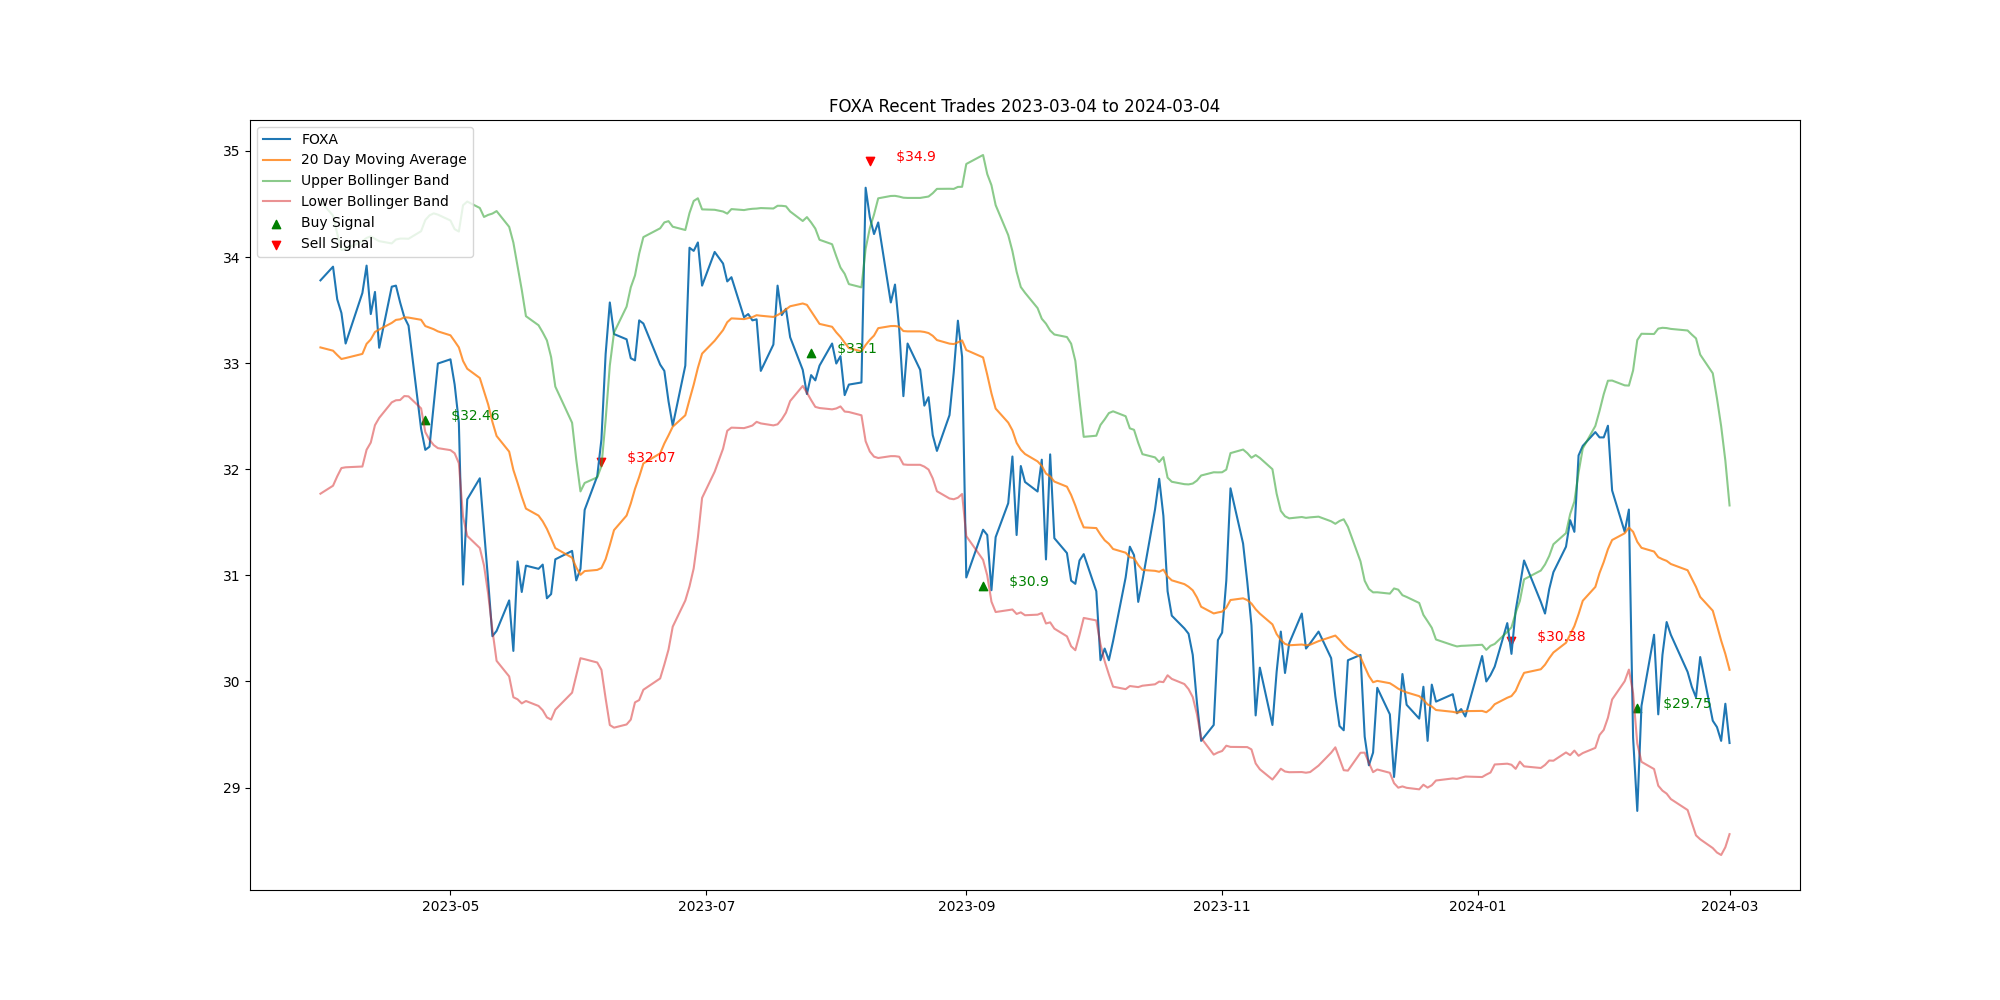 FOXA Recent Trades 2023-03-04 to 2024-03-04
FOXA
20 Day Moving Average
Upper Bollinger Band
Lower Bollinger Band
Buy Signal
Sell Signal
$34.9
$33.1
$32.46
$32.07
$30.9
$30.38
$29.75
35
34
33
32
31
30
29
2023-05
2023-07
2023-09
2023-11
2024-01
2024-03